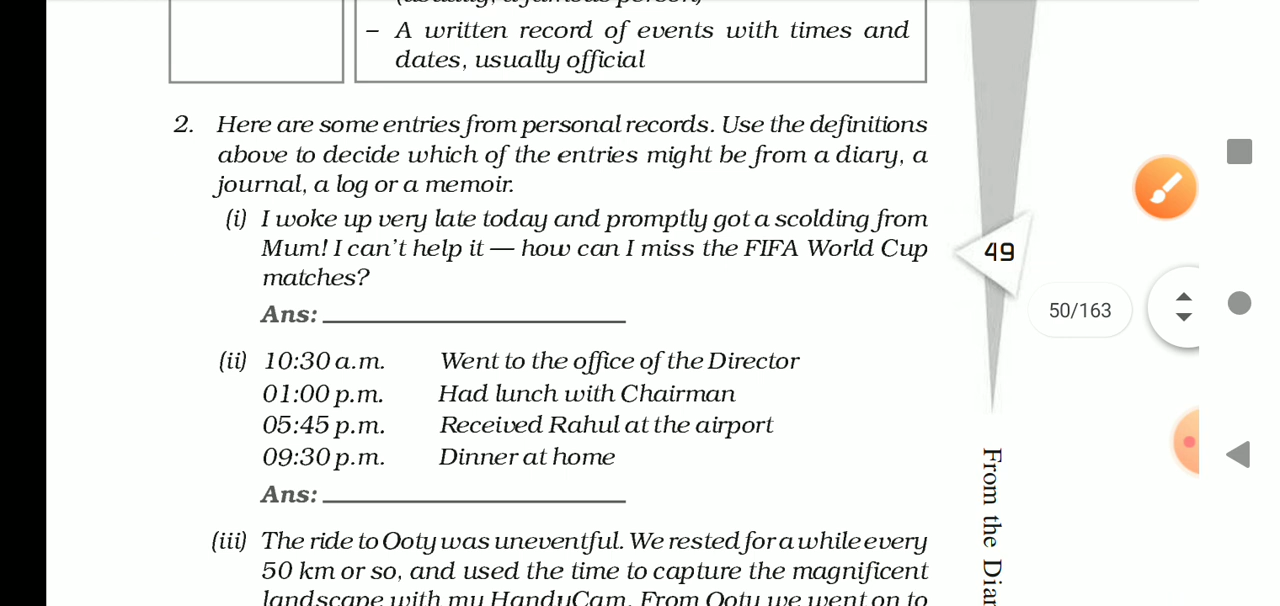 (usually, a famous person)
– A written record of events with times and
dates, usually official
2. Here are some entries from personal records. Use the definitions
above to decide which of the entries might be from a diary, a
journal, a log or a memoir.
(i) I woke up very late today and promptly got a scolding from
Mum! I can't help it — how can I miss the FIFA World Cup
matches?
Ans:
(ii) 10:30 a.m. Went to the office of the Director
01:00 p.m. Had lunch with Chairman
05:45 p.m. Received Rahul at the airport
09:30 p.m. Dinner at home
Ans:
(iii) The ride to Ooty was uneventful. We rested for a while every
50 km or so, and used the time to capture the magnificent
landscape with my HandyCam. From Ooty we went on to
49
50/163
From the Diar